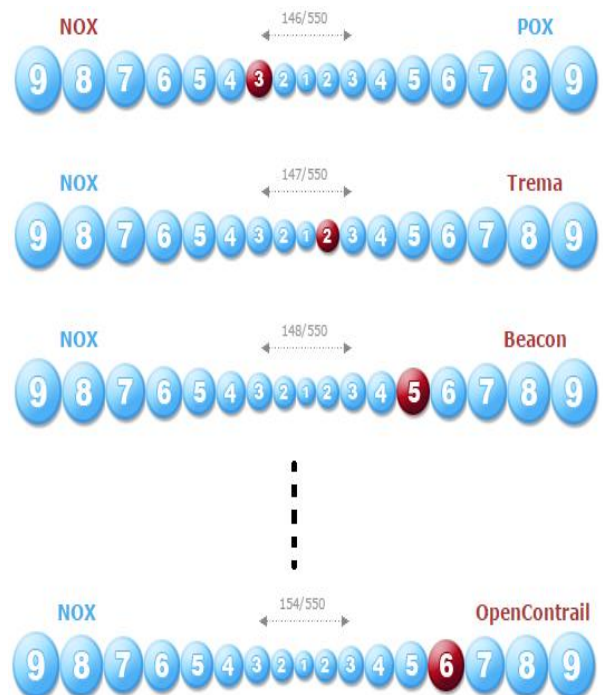 146/550
NOX POX
9 8 7 6 5 4 3 2 1 2 3 4 5 6 7 8 9
147/550
NOX Trema
9 8 7 6 5 4 3 2 1 2 3 4 5 6 7 8 9
148/550
NOX Beacon
9 8 7 6 5 4 3 2 1 2 3 4 5 6 7 8 9
154/550
NOX OpenContrail
9 8 7 6 5 4 3 2 1 2 3 4 5 6 7 8 9